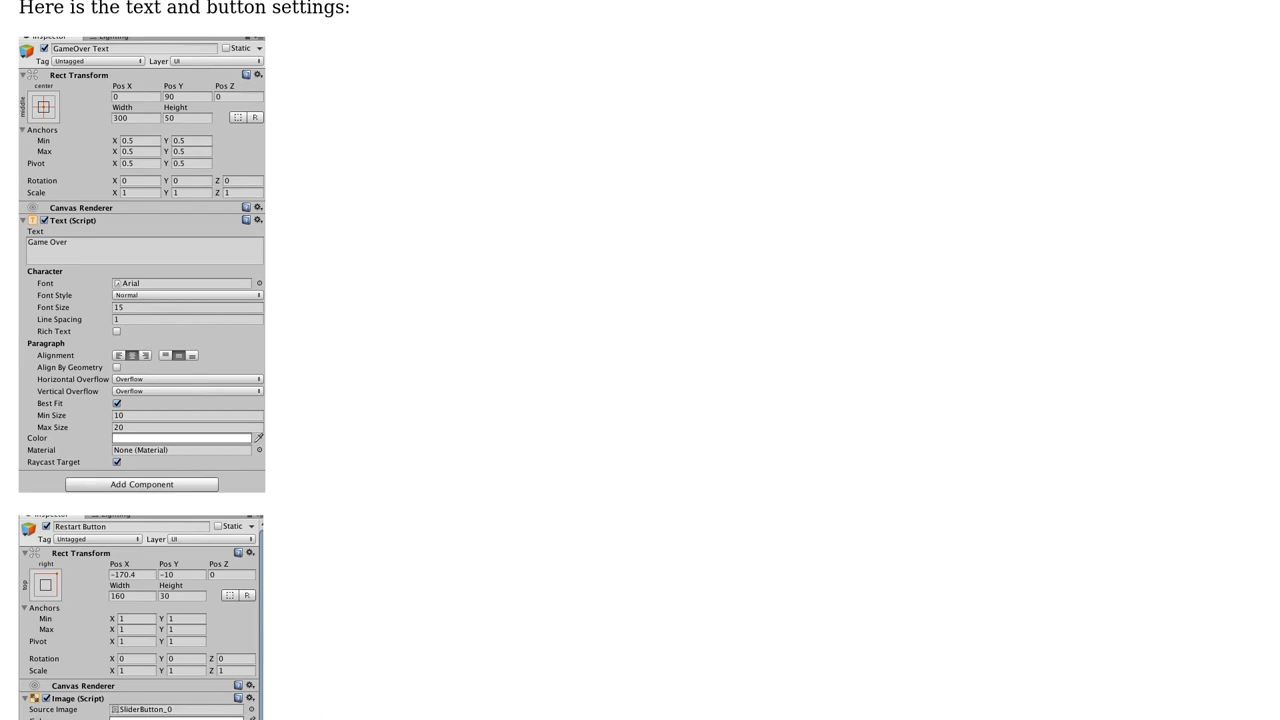 Here is the text and button settings:
GameOver Text Static
Tag Untagged Layer UI
Rect Transform
center Pos X Pos Y Pos Z
middle 0 90 0
Width Height
300 50 R
Anchors
Min X 0.5 Y 0.5
Max X 0.5 Y 0.5
Pivot X 0.5 Y 0.5
Rotation X 0 Y 0 Z 0
Scale X 1 Y 1 Z 1
Canvas Renderer
T Text (Script)
Text
Game Over
Character
Font Arial
Font Style Normal
Font Size 15
Line Spacing 1
Rich Text
Paragraph
Alignment
Align By Geometry
Horizontal Overflow Overflow
Vertical Overflow Overflow
Best Fit
Min Size 10
Max Size 20
Color
Material None (Material)
Raycast Target
Add Component
Restart Button Static
Tag Untagged Layer UI
Rect Transform
right Pos X Pos Y Pos Z
top -170.4 -10 0
Width Height
160 30 R
Anchors
Min X 1 Y 1
Max X 1 Y 1
Pivot X 1 Y 1
Rotation X 0 Y 0 Z 0
Scale X 1 Y 1 Z 1
Canvas Renderer
Image (Script)
Source Image SliderButton_0